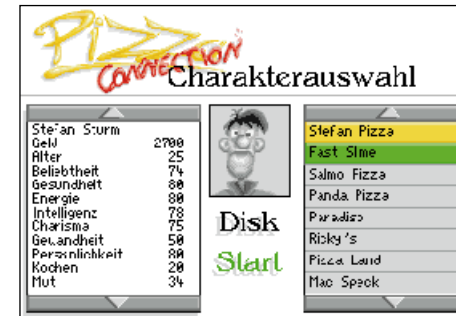 Pizza
CONNECTION
Charakterauswahl
Stefan Sturm
Geld 2700
Alter 25
Beliebtheit 74
Gesundheit 80
Energie 80
Intelligenz 78
Charisma 75
Gewandheit 50
Persönlichkeit 80
Kochen 20
Mut 34
Disk
Start
Stefan Pizza
Fast Slme
Salmo Pizza
Panda Pizza
Paradiso
Ricky's
Pizza Land
Mac Speck